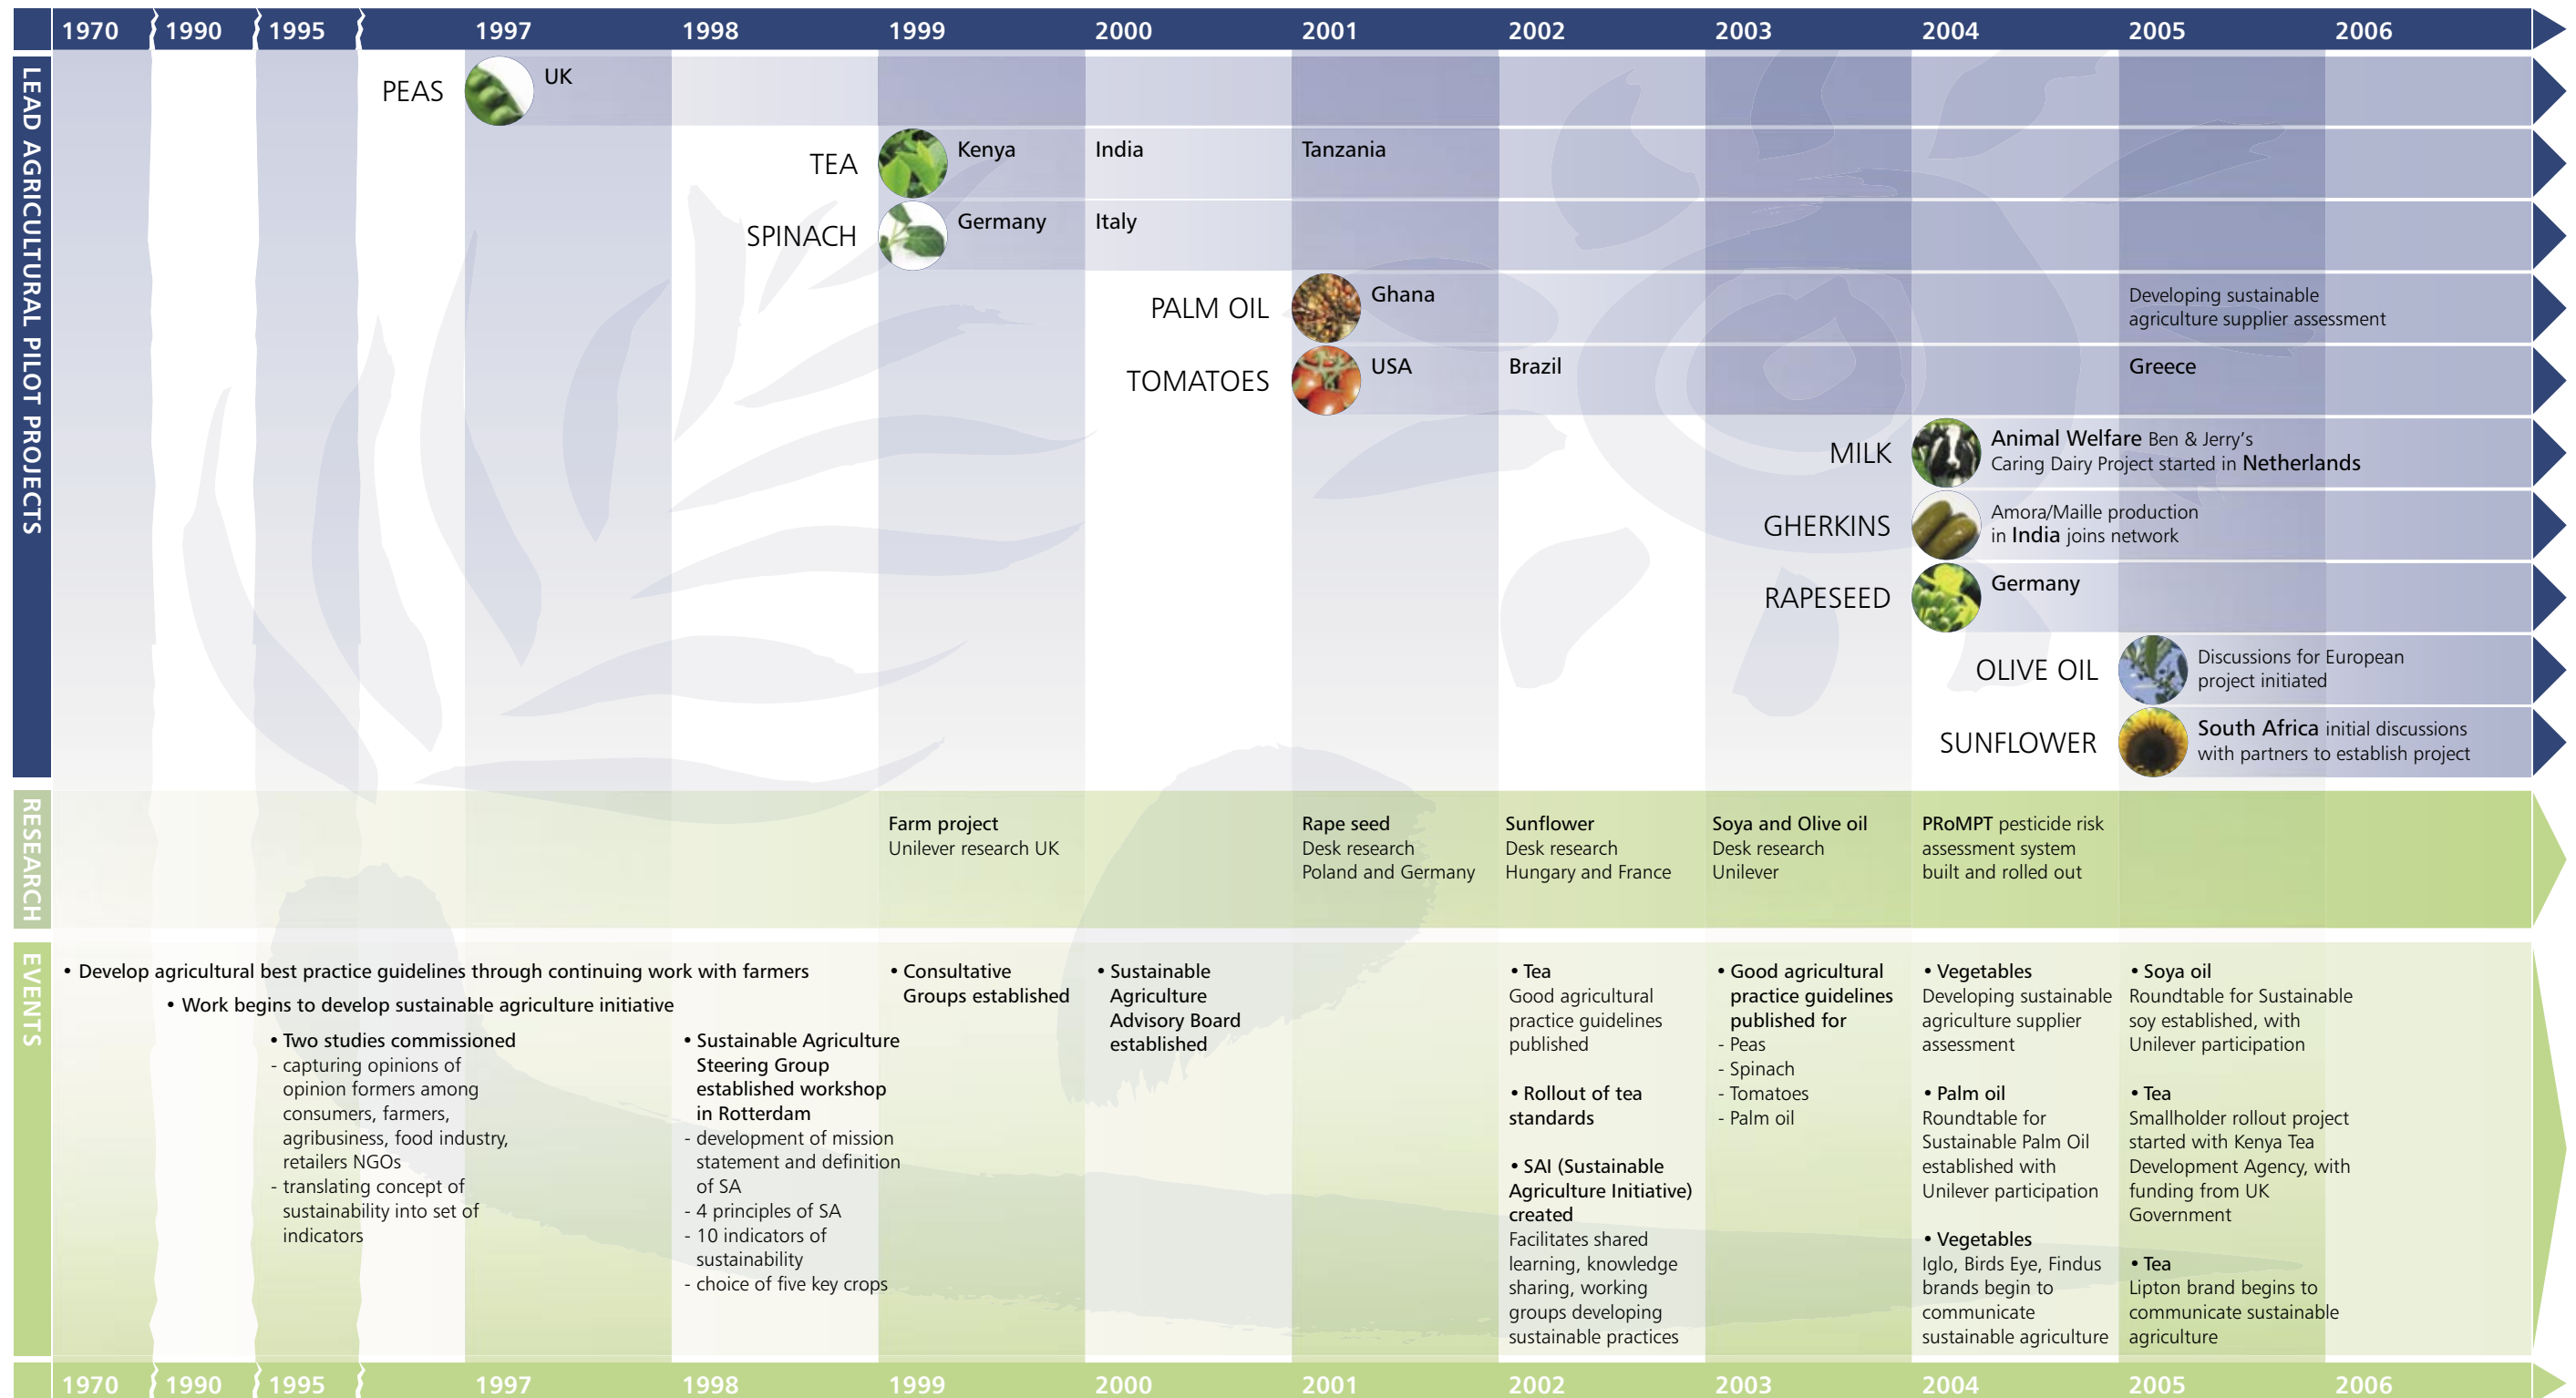 1970 1990 1995 1997 1998 1999 2000 2001 2002 2003 2004 2005 2006
LEAD AGRICULTURAL PILOT PROJECTS
PEAS UK
TEA Kenya India Tanzania
SPINACH Germany Italy
PALM OIL Ghana
Developing sustainable
agriculture supplier assessment
TOMATOES USA Brazil Greece
MILK
Animal Welfare Ben & Jerry's
Caring Dairy Project started in Netherlands
GHERKINS
Amora/Maille production
in India joins network
RAPESEED Germany
OLIVE OIL
Discussions for European
project initiated
SUNFLOWER
South Africa initial discussions
with partners to establish project
RESEARCH
Farm project
Unilever research UK
Rape seed
Desk research
Poland and Germany
Sunflower
Desk research
Hungary and France
Soya and Olive oil
Desk research
Unilever
PRoMPT pesticide risk
assessment system
built and rolled out
EVENTS
• Develop agricultural best practice guidelines through continuing work with farmers
• Work begins to develop sustainable agriculture initiative
• Two studies commissioned
- capturing opinions of
opinion formers among
consumers, farmers,
agribusiness, food industry,
retailers NGOs
- translating concept of
sustainability into set of
indicators
• Sustainable Agriculture
Steering Group
established workshop
in Rotterdam
- development of mission
statement and definition
of SA
- 4 principles of SA
- 10 indicators of
sustainability
- choice of five key crops
• Consultative
Groups established
• Sustainable
Agriculture
Advisory Board
established
• Tea
Good agricultural
practice guidelines
published
• Rollout of tea
standards
• SAI (Sustainable
Agriculture Initiative)
created
Facilitates shared
learning, knowledge
sharing, working
groups developing
sustainable practices
• Good agricultural
practice guidelines
published for
- Peas
- Spinach
- Tomatoes
- Palm oil
• Vegetables
Developing sustainable
agriculture supplier
assessment
• Palm oil
Roundtable for
Sustainable Palm Oil
established with
Unilever participation
• Vegetables
Iglo, Birds Eye, Findus
brands begin to
communicate
sustainable agriculture
• Soya oil
Roundtable for Sustainable
soy established, with
Unilever participation
• Tea
Smallholder rollout project
started with Kenya Tea
Development Agency, with
funding from UK
Government
• Tea
Lipton brand begins to
communicate sustainable
agriculture
1970 1990 1995 1997 1998 1999 2000 2001 2002 2003 2004 2005 2006